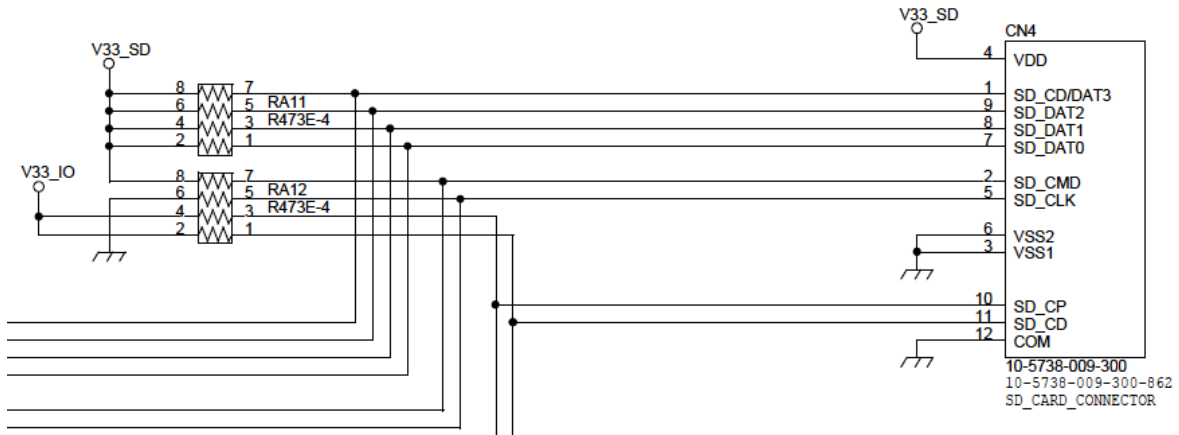 V33_SD
V33_SD
CN4
4 VDD
8 7 1 SD_CD/DAT3
6 5 RA11 9 SD_DAT2
4 3 R473E-4 8 SD_DAT1
2 1 7 SD_DAT0
V33_IO
8 7 2 SD_CMD
6 5 RA12 5 SD_CLK
4 3 R473E-4
2 1
6 VSS2
3 VSS1
10 SD_CP
11 SD_CD
12 COM
10-5738-009-300
10-5738-009-300-862
SD_CARD_CONNECTOR